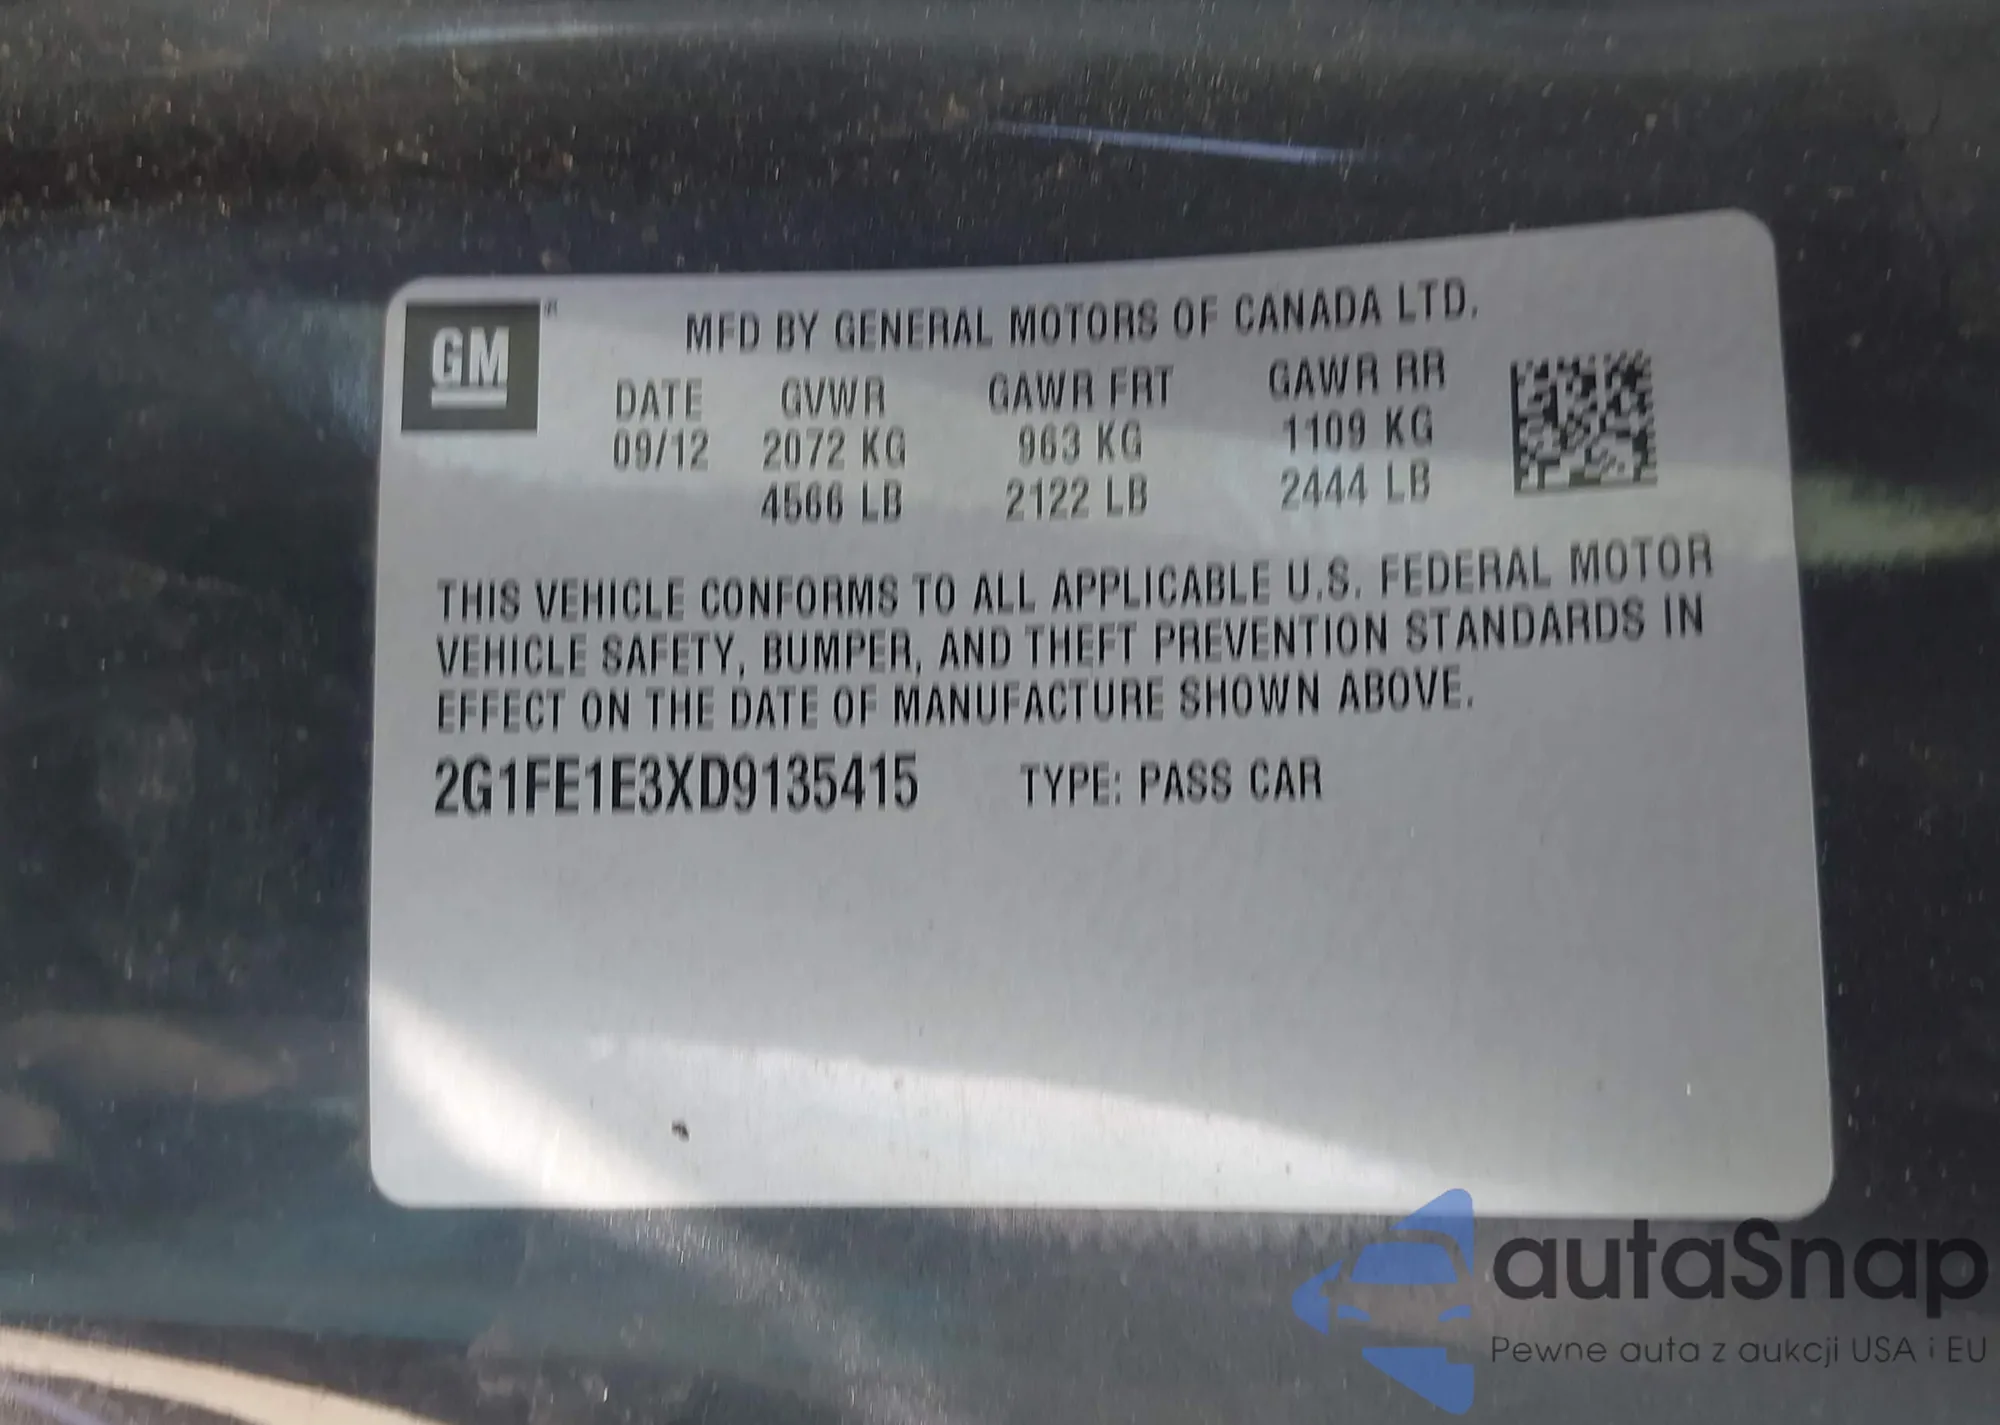 GM
MFD BY GENERAL MOTORS OF CANADA LTD.
DATE GVWR GAWR FRT GAWR RR
09/12 2072 KG 963 KG 1109 KG
4566 LB 2122 LB 2444 LB
THIS VEHICLE CONFORMS TO ALL APPLICABLE U.S. FEDERAL MOTOR
VEHICLE SAFETY, BUMPER, AND THEFT PREVENTION STANDARDS IN
EFFECT ON THE DATE OF MANUFACTURE SHOWN ABOVE.
2G1FE1E3XD9135415 TYPE: PASS CAR
autaSnap
Pewne auta z aukcji USA i EU